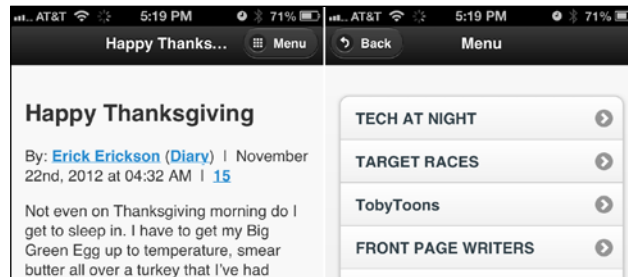 AT&T 5:19 PM 71%
Happy Thanks... Menu
Happy Thanksgiving
By: Erick Erickson (Diary) | November
22nd, 2012 at 04:32 AM | 15
Not even on Thanksgiving morning do I
get to sleep in. I have to get my Big
Green Egg up to temperature, smear
butter all over a turkey that I've had
AT&T 5:19 PM 71%
Back Menu
TECH AT NIGHT
TARGET RACES
TobyToons
FRONT PAGE WRITERS